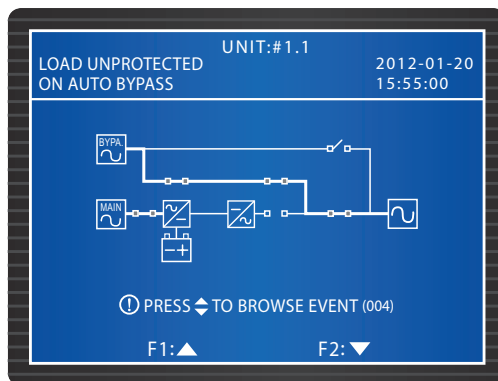 UNIT:#1.1
LOAD UNPROTECTED 2012-01-20
ON AUTO BYPASS 15:55:00
BYPA.
MAIN
PRESS TO BROWSE EVENT (004)
F1: F2: